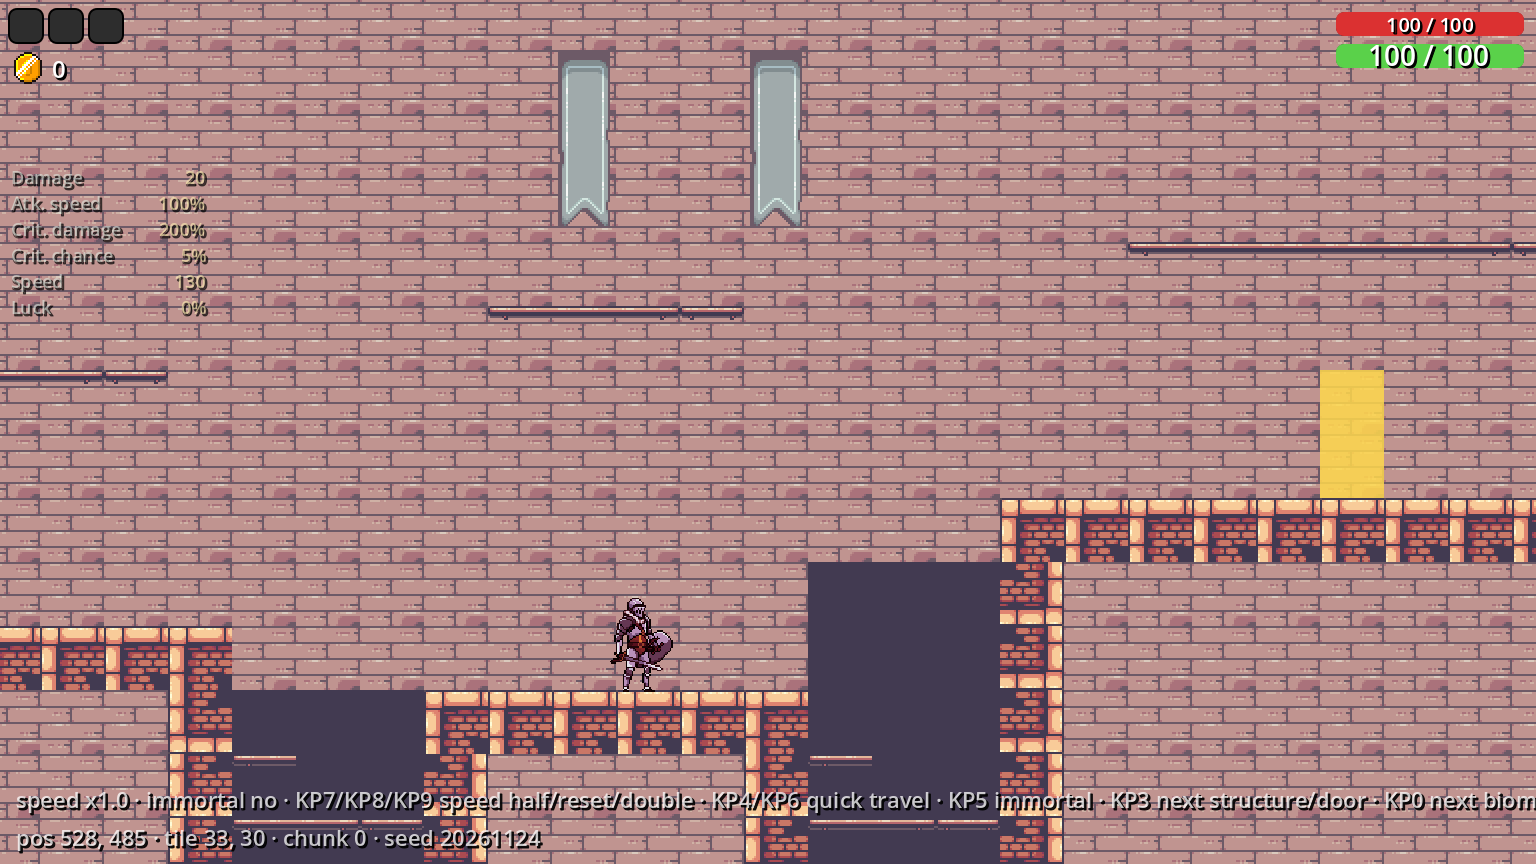 100 / 100
100 / 100
0
Damage 20
Atk. speed 100%
Crit. damage 200%
Crit. chance 5%
Speed 130
Luck 0%
speed x1.0 · immortal no · KP7/KP8/KP9 speed half/reset/double · KP4/KP6 quick travel · KP5 immortal · KP3 next structure/door · KP0 next biom
pos 528, 485 · tile 33, 30 · chunk 0 · seed 20261124